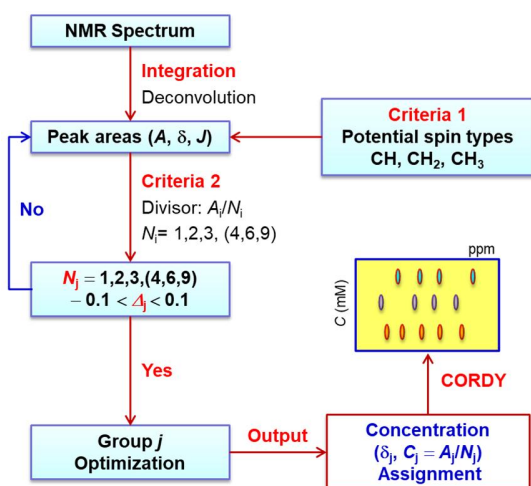 NMR Spectrum
Integration
Deconvolution
Peak areas (A, δ, J)
Criteria 1
Potential spin types
CH, CH₂, CH₃
Criteria 2
Divisor: Aᵢ/Nᵢ
Nᵢ= 1,2,3, (4,6,9)
No
Nⱼ = 1,2,3,(4,6,9)
− 0.1 < Δⱼ < 0.1
ppm
C (mM)
Yes
CORDY
Group j
Optimization
Output
Concentration
(δⱼ, Cⱼ = Aⱼ/Nⱼ)
Assignment